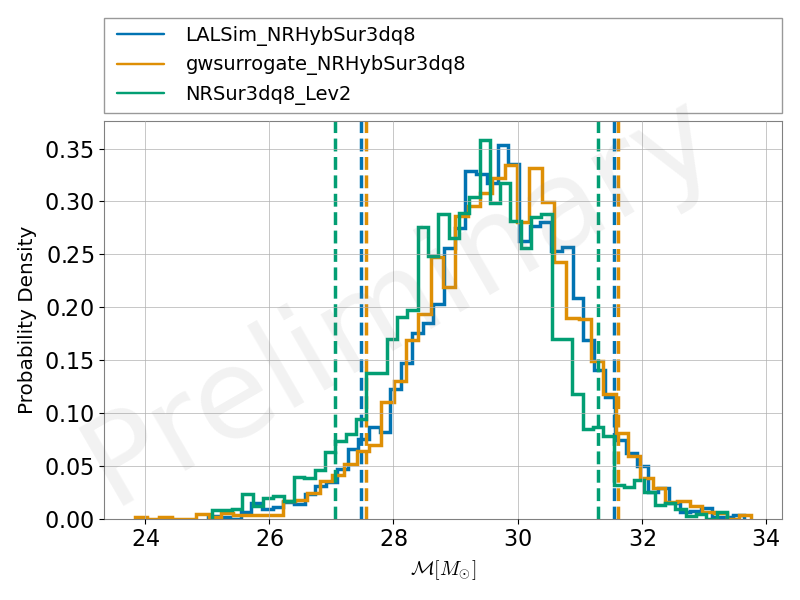 LALSim_NRHybSur3dq8
gwsurrogate_NRHybSur3dq8
NRSur3dq8_Lev2
Preliminary
Probability Density
0.35
0.30
0.25
0.20
0.15
0.10
0.05
0.00
24 26 28 30 32 34
ℳ[M⊙]